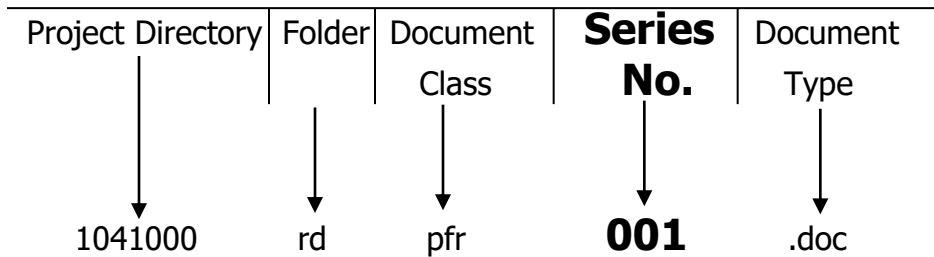 Project Directory Folder Document Series Document
Class No. Type
1041000 rd pfr 001 .doc